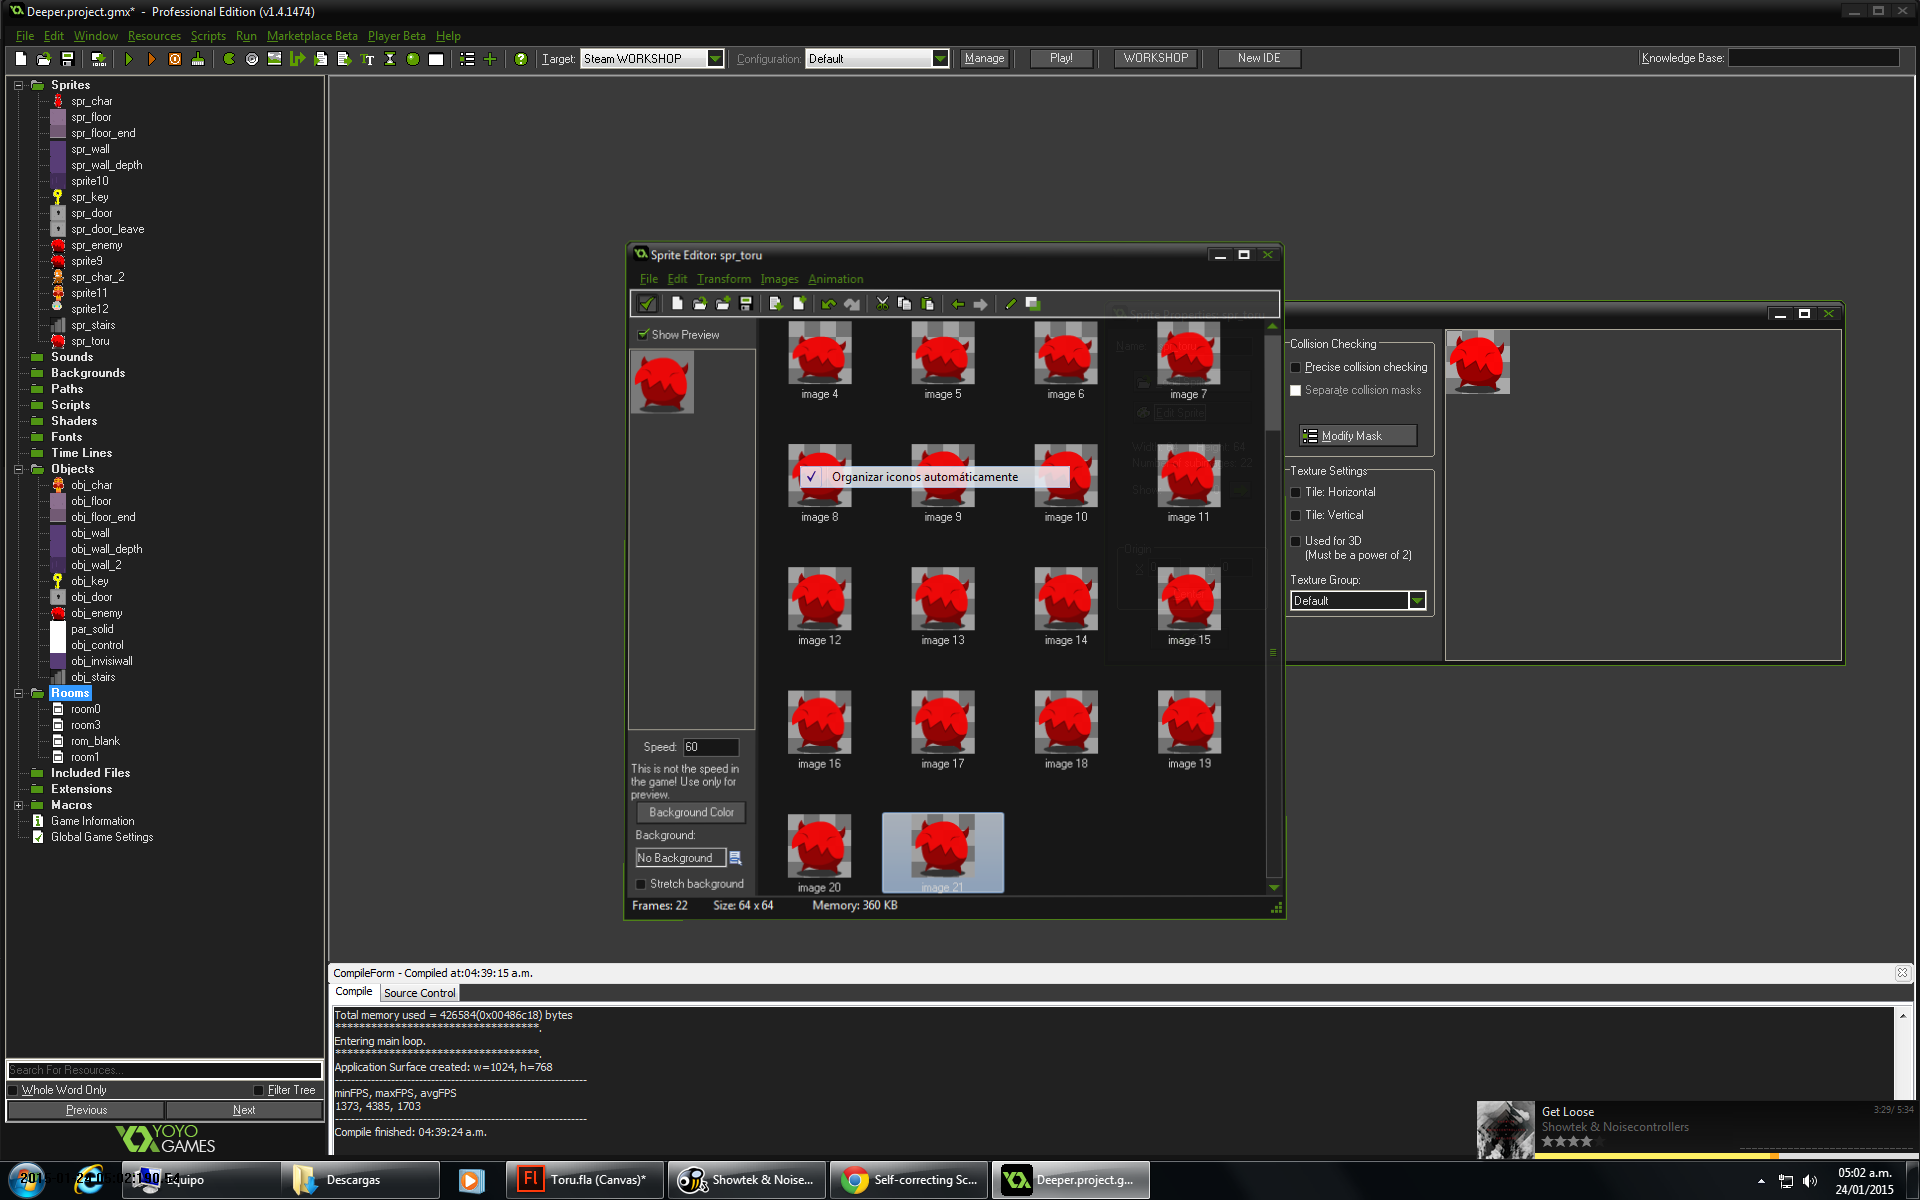 Deeper.project.gmx* - Professional Edition (v1.4.1474)
File Edit Window Resources Scripts Run Marketplace Beta Player Beta Help
Target: Steam WORKSHOP Configuration: Default Manage Play! WORKSHOP New IDE Knowledge Base:
Sprites
spr_char
spr_floor
spr_floor_end
spr_wall
spr_wall_depth
sprite10
spr_key
spr_door
spr_door_leave
spr_enemy
sprite9
spr_char_2
sprite11
sprite12
spr_stairs
spr_toru
Sounds
Backgrounds
Paths
Scripts
Shaders
Fonts
Time Lines
Objects
obj_char
obj_floor
obj_floor_end
obj_wall
obj_wall_depth
obj_wall_2
obj_key
obj_door
obj_enemy
par_solid
obj_control
obj_invisiwall
obj_stairs
Rooms
room0
room3
rom_blank
room1
Included Files
Extensions
Macros
Game Information
Global Game Settings
Search For Resources...
Whole Word Only Filter Tree
Previous Next
YOYO
GAMES
Sprite Editor: spr_toru
File Edit Transform Images Animation
Show Preview
image 4 image 5 image 6 image 7
Organizar iconos automáticamente
image 8 image 9 image 10 image 11
image 12 image 13 image 14 image 15
image 16 image 17 image 18 image 19
image 20 image 21
Speed: 60
This is not the speed in
the game! Use only for
preview.
Background Color
Background:
No Background
Stretch background
Frames: 22 Size: 64 x 64 Memory: 360 KB
Name:
Edit Sprite
Origin
Collision Checking
Precise collision checking
Separate collision masks
Modify Mask
Texture Settings
Tile: Horizontal
Tile: Vertical
Used for 3D
(Must be a power of 2)
Texture Group:
Default
CompileForm - Compiled at:04:39:15 a.m.
Compile Source Control
Total memory used = 426584(0x00486c18) bytes
**********************************.
Entering main loop.
**********************************.
Application Surface created: w=1024, h=768
minFPS, maxFPS, avgFPS
1373, 4385, 1703
Compile finished: 04:39:24 a.m.
Get Loose 3:29/ 5:34
Showtek & Noisecontrollers
Equipo Descargas Toru.fla (Canvas)* Showtek & Noise... Self-correcting Sc... Deeper.project.g...
05:02 a.m.
24/01/2015